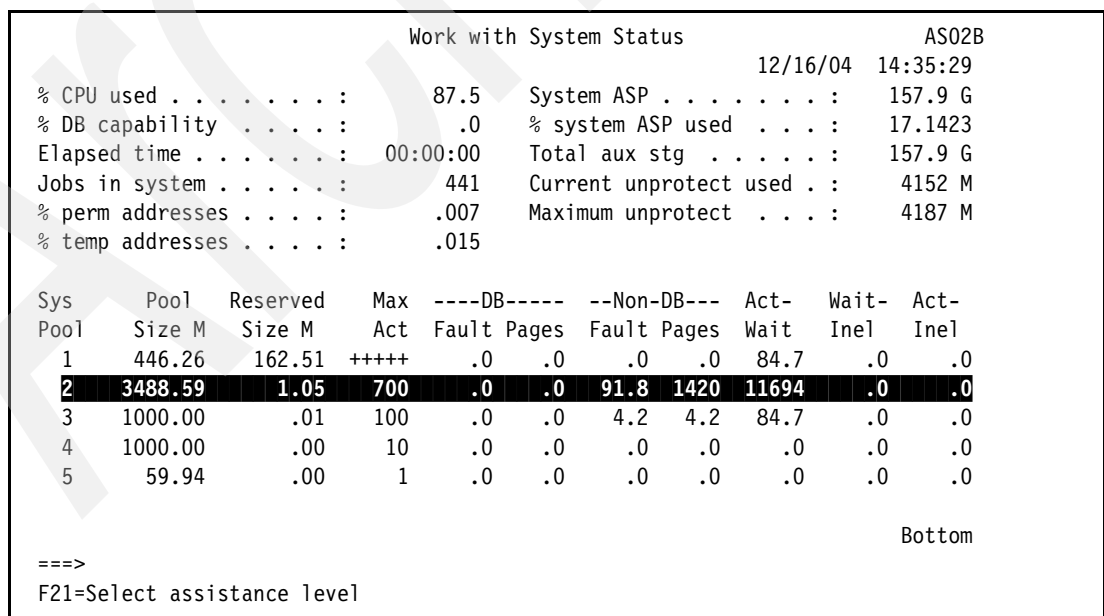 Work with System Status AS02B
12/16/04 14:35:29
% CPU used . . . . . . . : 87.5 System ASP . . . . . . . : 157.9 G
% DB capability . . . . : .0 % system ASP used . . . : 17.1423
Elapsed time . . . . . . : 00:00:00 Total aux stg . . . . . : 157.9 G
Jobs in system . . . . . : 441 Current unprotect used . : 4152 M
% perm addresses . . . . : .007 Maximum unprotect . . . : 4187 M
% temp addresses . . . . : .015
Sys Pool Reserved Max ----DB----- --Non-DB--- Act- Wait- Act-
Pool Size M Size M Act Fault Pages Fault Pages Wait Inel Inel
1 446.26 162.51 +++++ .0 .0 .0 .0 84.7 .0 .0
2 3488.59 1.05 700 .0 .0 91.8 1420 11694 .0 .0
3 1000.00 .01 100 .0 .0 4.2 4.2 84.7 .0 .0
4 1000.00 .00 10 .0 .0 .0 .0 .0 .0 .0
5 59.94 .00 1 .0 .0 .0 .0 .0 .0 .0
Bottom
===>
F21=Select assistance level